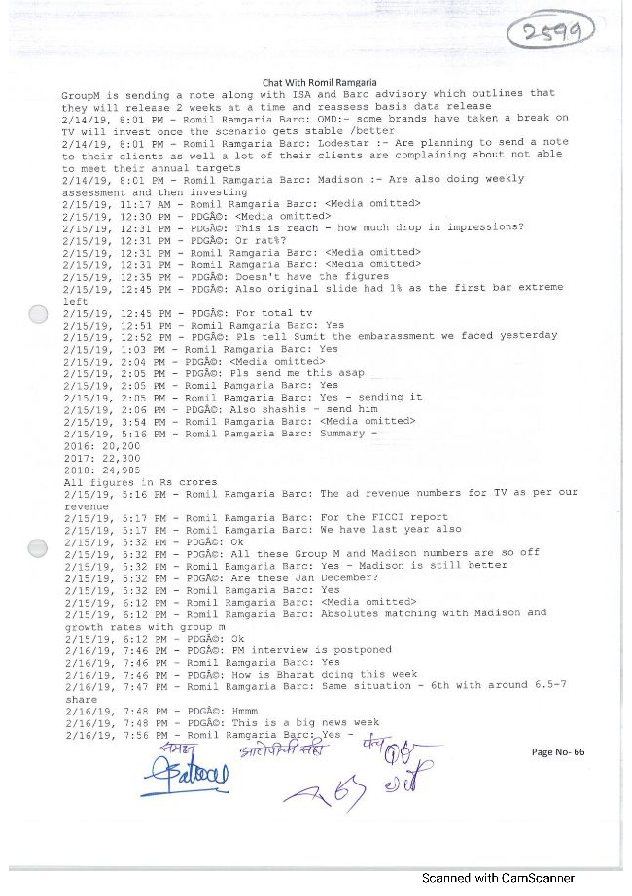 2599
Chat With Romil Ramgaria
GroupM is sending a note along with ISA and Barc advisory which outlines that
they will release 2 weeks at a time and reassess basis data release
2/14/19, 6:01 PM - Romil Ramgaria Barc: OMD:- some brands have taken a break on
TV will invest once the scenario gets stable /better
2/14/19, 6:01 PM - Romil Ramgaria Barc: Lodestar :- Are planning to send a note
to their clients as well a lot of their clients are complaining about not able
to meet their annual targets
2/14/19, 6:01 PM - Romil Ramgaria Barc: Madison :- Are also doing weekly
assessment and then investing
2/15/19, 11:17 AM - Romil Ramgaria Barc: <Media omitted>
2/15/19, 12:30 PM - PDGÂ©: <Media omitted>
2/15/19, 12:31 PM - PDGÂ©: This is reach - how much drop in impressions?
2/15/19, 12:31 PM - PDGÂ©: Or rat%?
2/15/19, 12:31 PM - Romil Ramgaria Barc: <Media omitted>
2/15/19, 12:31 PM - Romil Ramgaria Barc: <Media omitted>
2/15/19, 12:35 PM - PDGÂ©: Doesn't have the figures
2/15/19, 12:45 PM - PDGÂ©: Also original slide had 1% as the first bar extreme
left
2/15/19, 12:45 PM - PDGÂ©: For total tv
2/15/19, 12:51 PM - Romil Ramgaria Barc: Yes
2/15/19, 12:52 PM - PDGÂ©: Pls tell Sumit the embarassment we faced yesterday
2/15/19, 1:03 PM - Romil Ramgaria Barc: Yes
2/15/19, 2:04 PM - PDGÂ©: <Media omitted>
2/15/19, 2:05 PM - PDGÂ©: Pls send me this asap
2/15/19, 2:05 PM - Romil Ramgaria Barc: Yes
2/15/19, 2:05 PM - Romil Ramgaria Barc: Yes - sending it
2/15/19, 2:06 PM - PDGÂ©: Also shashis - send him
2/15/19, 3:54 PM - Romil Ramgaria Barc: <Media omitted>
2/15/19, 5:16 PM - Romil Ramgaria Barc: Summary -
2016: 20,200
2017: 22,300
2018: 24,905
All figures in Rs crores
2/15/19, 5:16 PM - Romil Ramgaria Barc: The ad revenue numbers for TV as per our
revenue
2/15/19, 5:17 PM - Romil Ramgaria Barc: For the FICCI report
2/15/19, 5:17 PM - Romil Ramgaria Barc: We have last year also
2/15/19, 5:32 PM - PDGÂ©: Ok
2/15/19, 5:32 PM - PDGÂ©: All these Group M and Madison numbers are so off
2/15/19, 5:32 PM - Romil Ramgaria Barc: Yes - Madison is still better
2/15/19, 5:32 PM - PDGÂ©: Are these Jan December?
2/15/19, 5:32 PM - Romil Ramgaria Barc: Yes
2/15/19, 6:12 PM - Romil Ramgaria Barc: <Media omitted>
2/15/19, 6:12 PM - Romil Ramgaria Barc: Absolutes matching with Madison and
growth rates with group m
2/15/19, 6:12 PM - PDGÂ©: Ok
2/16/19, 7:46 PM - PDGÂ©: PM interview is postponed
2/16/19, 7:46 PM - Romil Ramgaria Barc: Yes
2/16/19, 7:46 PM - PDGÂ©: How is Bharat doing this week
2/16/19, 7:47 PM - Romil Ramgaria Barc: Same situation - 6th with around 6.5-7
share
2/16/19, 7:48 PM - PDGÂ©: Hmmm
2/16/19, 7:48 PM - PDGÂ©: This is a big news week
2/16/19, 7:56 PM - Romil Ramgaria Barc: Yes -
समक्ष आरोपीची सही पंच
Page No- 66
Scanned with CamScanner